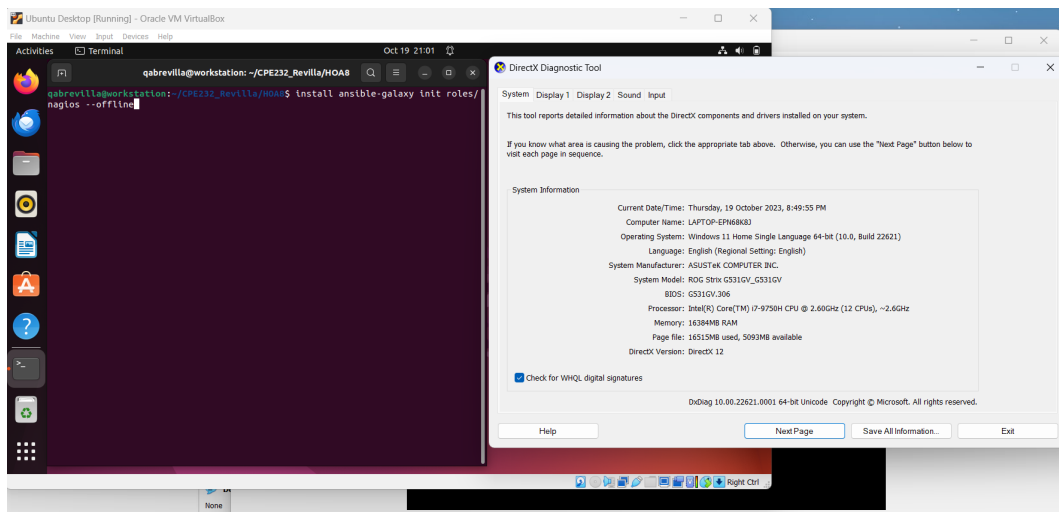 Ubuntu Desktop [Running] - Oracle VM VirtualBox
File Machine View Input Devices Help
Activities Terminal Oct 19 21:01
qabrevilla@workstation: ~/CPE232_Revilla/HOA8
qabrevilla@workstation:~/CPE232_Revilla/HOA8$ install ansible-galaxy init roles/
nagios --offline
Right Ctrl
None
DirectX Diagnostic Tool
System Display 1 Display 2 Sound Input
This tool reports detailed information about the DirectX components and drivers installed on your system.
If you know what area is causing the problem, click the appropriate tab above. Otherwise, you can use the "Next Page" button below to
visit each page in sequence.
System Information
Current Date/Time: Thursday, 19 October 2023, 8:49:55 PM
Computer Name: LAPTOP-EPN68K8J
Operating System: Windows 11 Home Single Language 64-bit (10.0, Build 22621)
Language: English (Regional Setting: English)
System Manufacturer: ASUSTeK COMPUTER INC.
System Model: ROG Strix G531GV_G531GV
BIOS: G531GV.306
Processor: Intel(R) Core(TM) i7-9750H CPU @ 2.60GHz (12 CPUs), ~2.6GHz
Memory: 16384MB RAM
Page file: 16515MB used, 5093MB available
DirectX Version: DirectX 12
Check for WHQL digital signatures
DxDiag 10.00.22621.0001 64-bit Unicode Copyright © Microsoft. All rights reserved.
Help Next Page Save All Information... Exit